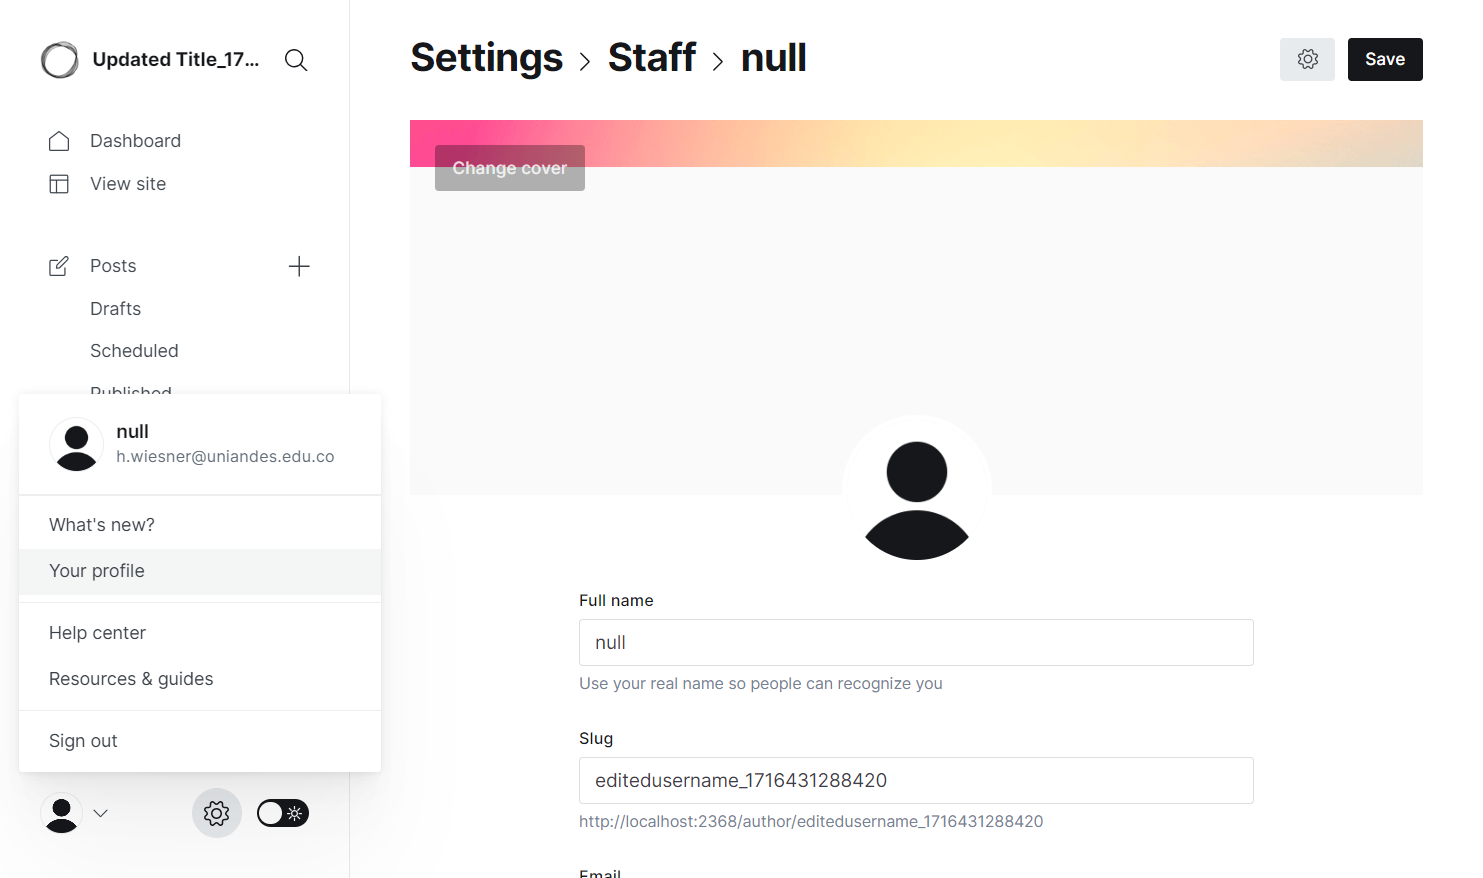 Updated Title_17...
Dashboard
View site
Posts
Drafts
Scheduled
Published
null
h.wiesner@uniandes.edu.co
What's new?
Your profile
Help center
Resources & guides
Sign out
Settings > Staff > null
Save
Change cover
Full name
null
Use your real name so people can recognize you
Slug
editedusername_1716431288420
http://localhost:2368/author/editedusername_1716431288420
Email